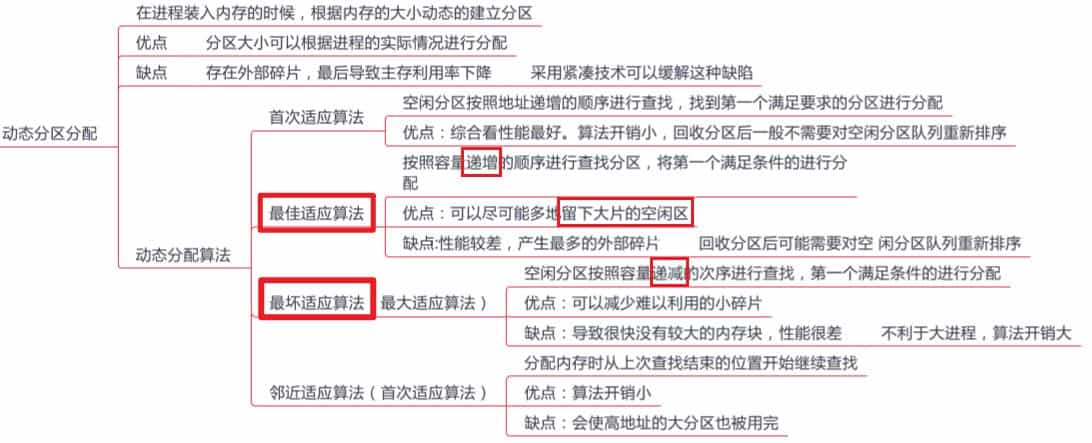 在进程装入内存的时候，根据内存的大小动态的建立分区
优点 分区大小可以根据进程的实际情况进行分配
缺点 存在外部碎片，最后导致主存利用率下降 采用紧凑技术可以缓解这种缺陷
动态分区分配
动态分配算法
首次适应算法
空闲分区按照地址递增的顺序进行查找，找到第一个满足要求的分区进行分配
优点：综合看性能最好。算法开销小，回收分区后一般不需要对空闲分区队列重新排序
最佳适应算法
按照容量递增的顺序进行查找分区，将第一个满足条件的进行分
配
优点：可以尽可能多地留下大片的空闲区
缺点:性能较差，产生最多的外部碎片 回收分区后可能需要对空 闲分区队列重新排序
最坏适应算法 最大适应算法）
空闲分区按照容量递减的次序进行查找，第一个满足条件的进行分配
优点：可以减少难以利用的小碎片
缺点：导致很快没有较大的内存块，性能很差 不利于大进程，算法开销大
邻近适应算法（首次适应算法）
分配内存时从上次查找结束的位置开始继续查找
优点：算法开销小
缺点：会使高地址的大分区也被用完